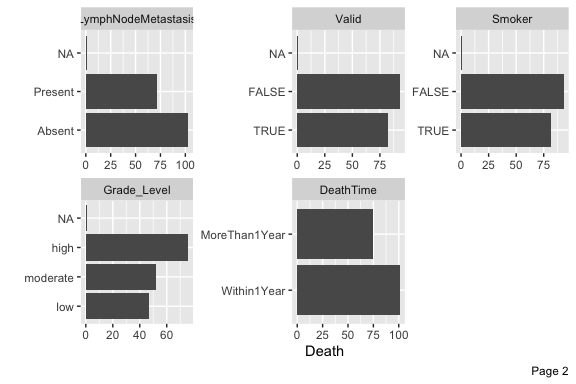 LymphNodeMetastasis
NA
Present
Absent
0 25 50 75 100
Valid
NA
FALSE
TRUE
0 25 50 75
Smoker
NA
FALSE
TRUE
0 25 50 75
Grade_Level
NA
high
moderate
low
0 20 40 60
DeathTime
MoreThan1Year
Within1Year
0 25 50 75 100
Death
Page 2